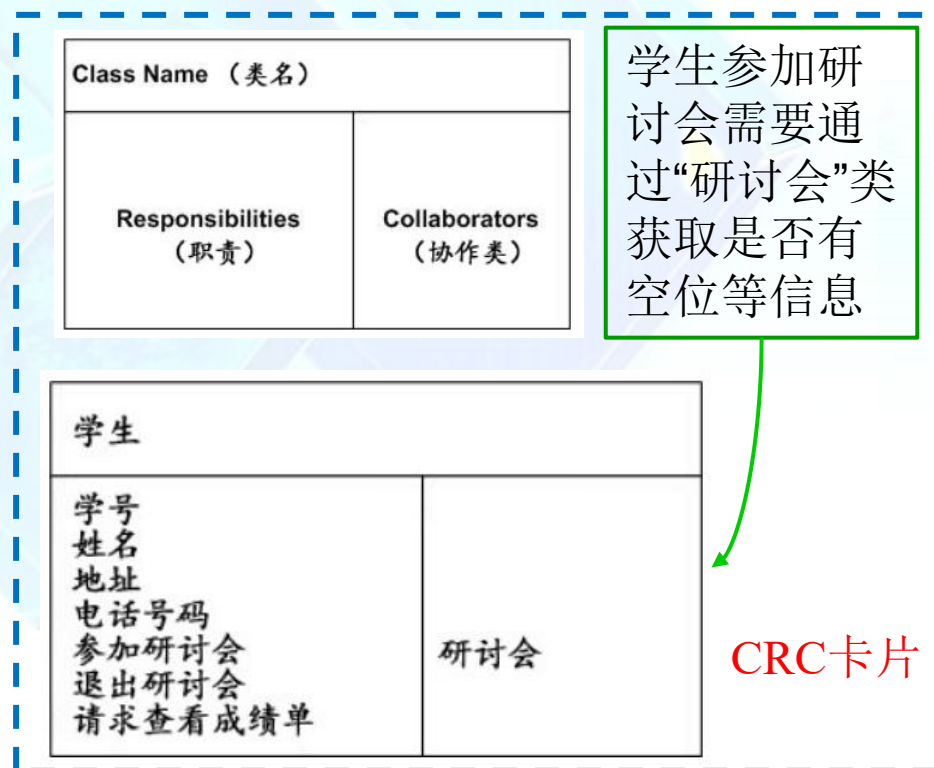 Class Name （类名）
Responsibilities
（职责）
Collaborators
（协作类）
学生参加研
讨会需要通
过“研讨会”类
获取是否有
空位等信息
学生
学号
姓名
地址
电话号码
参加研讨会
退出研讨会
请求查看成绩单
研讨会
CRC卡片